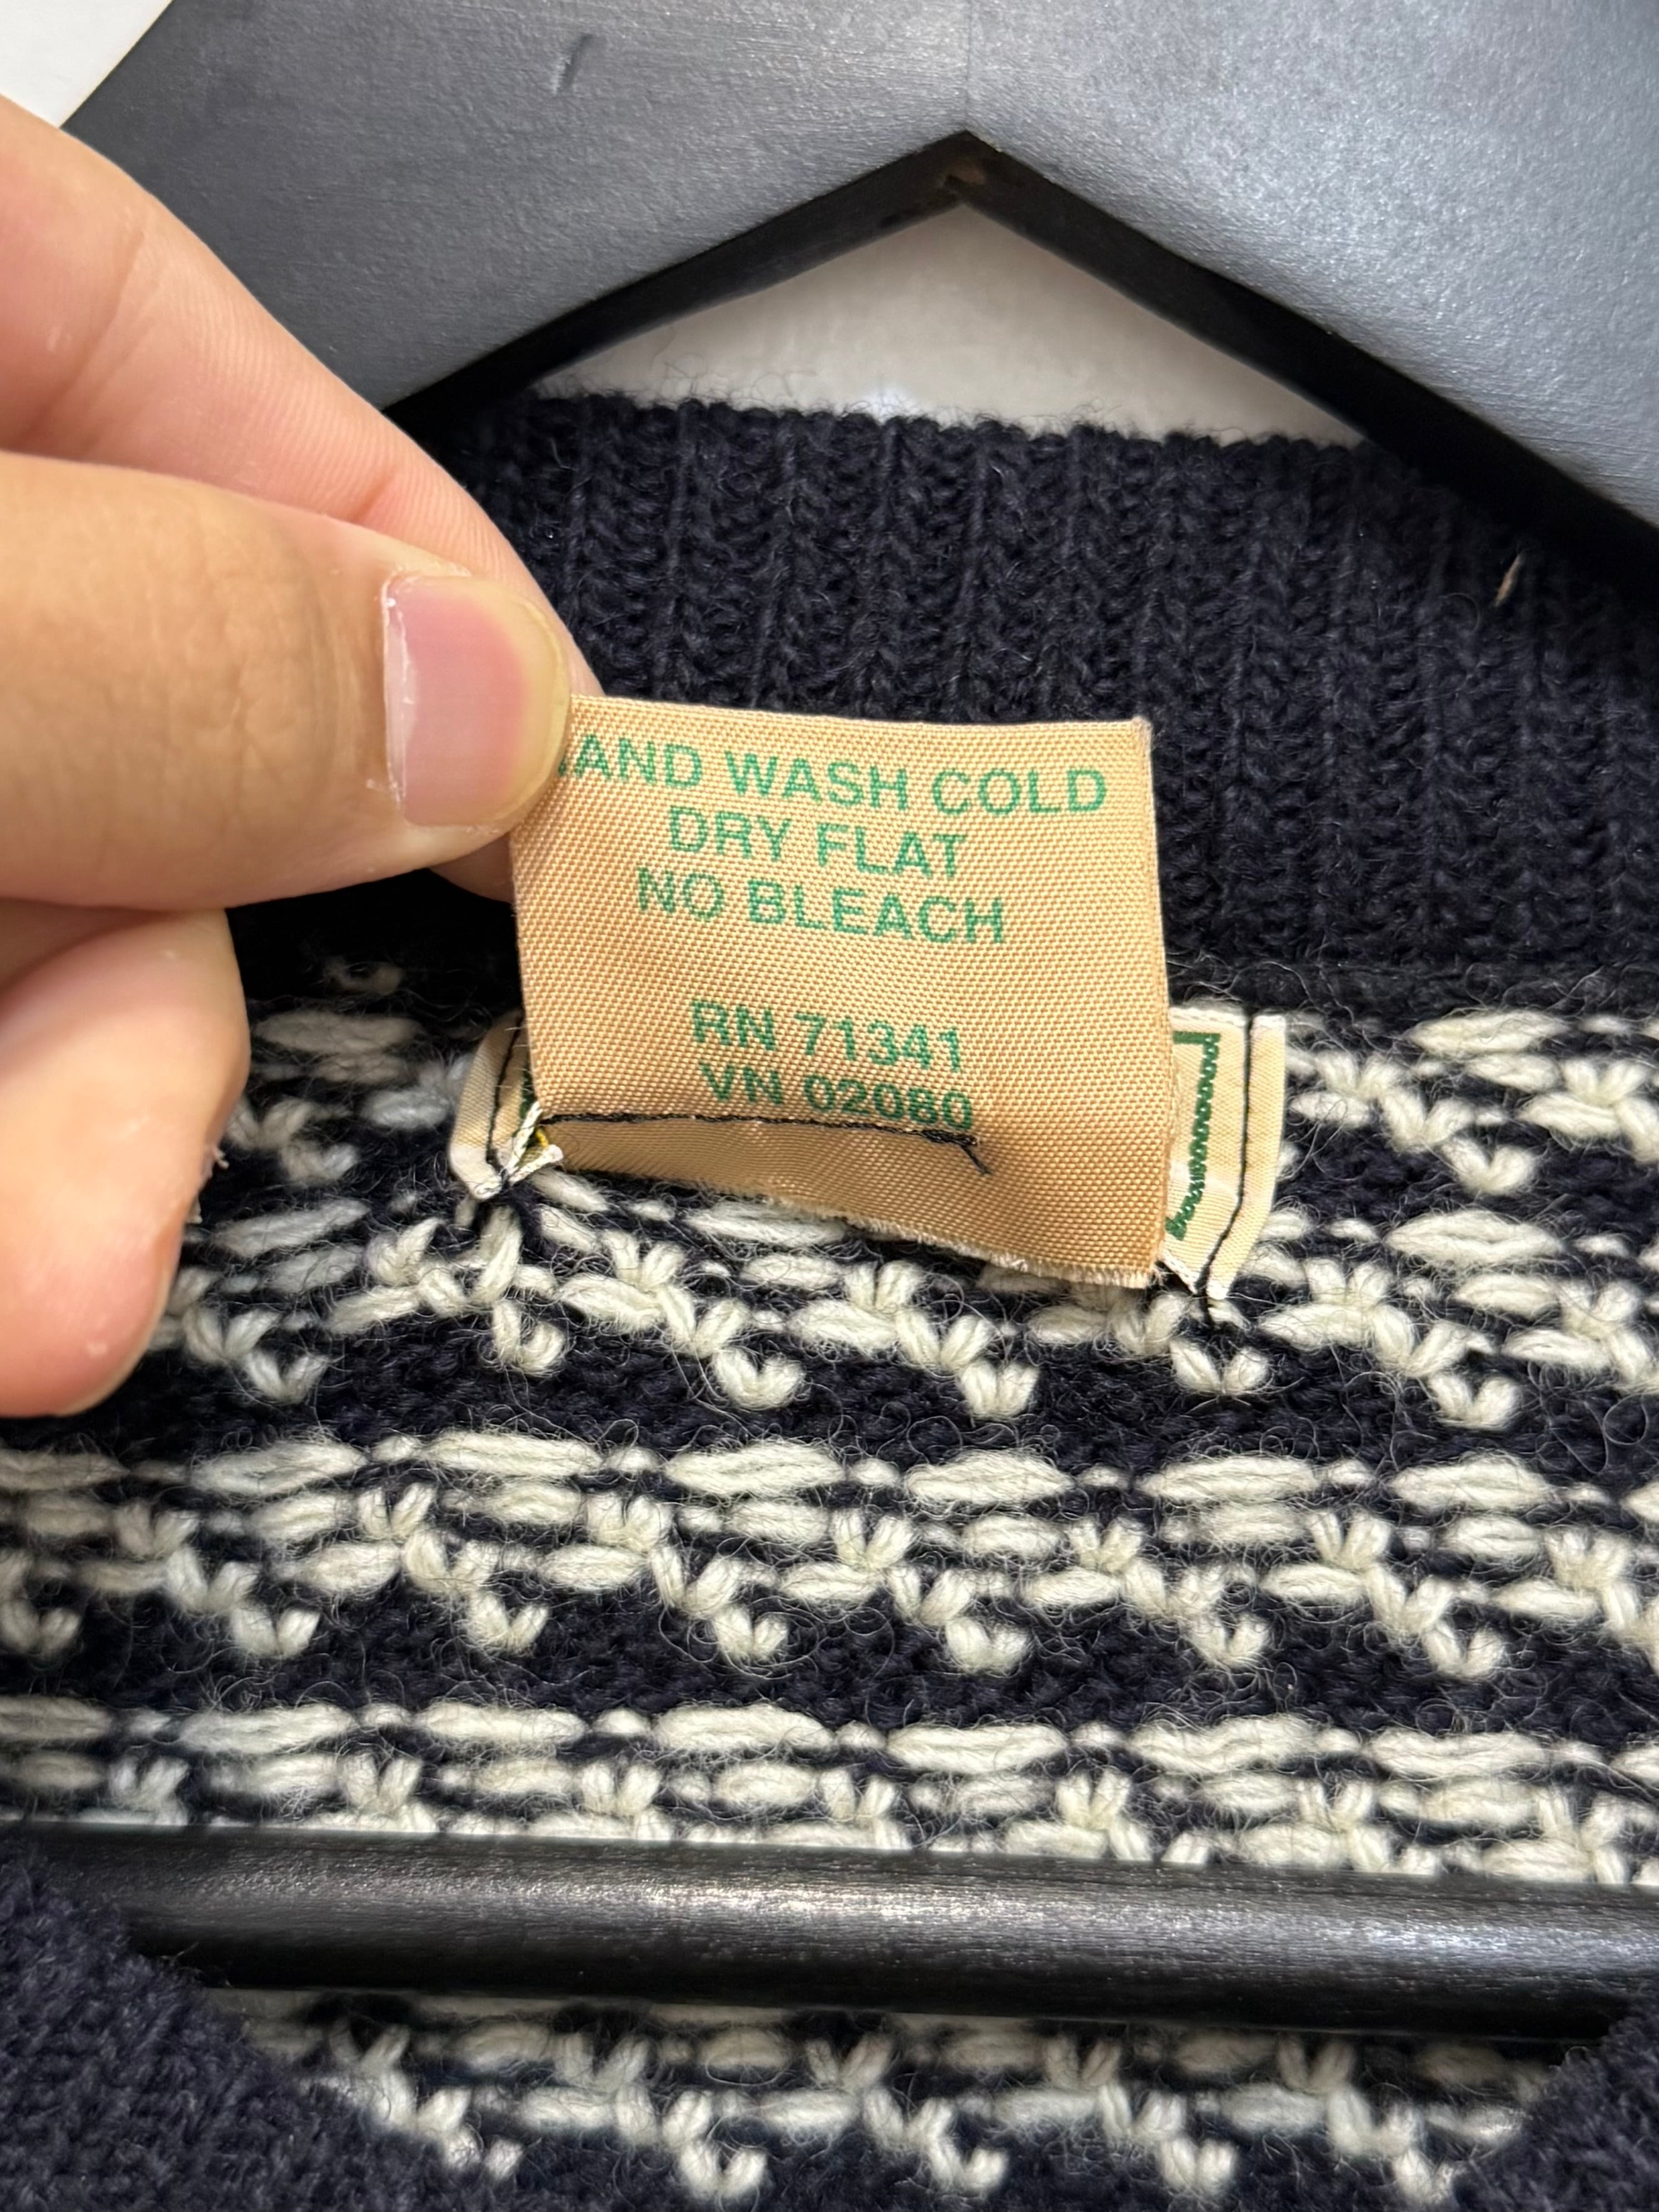 HAND WASH COLD
DRY FLAT
NO BLEACH
RN 71341
VN 02080